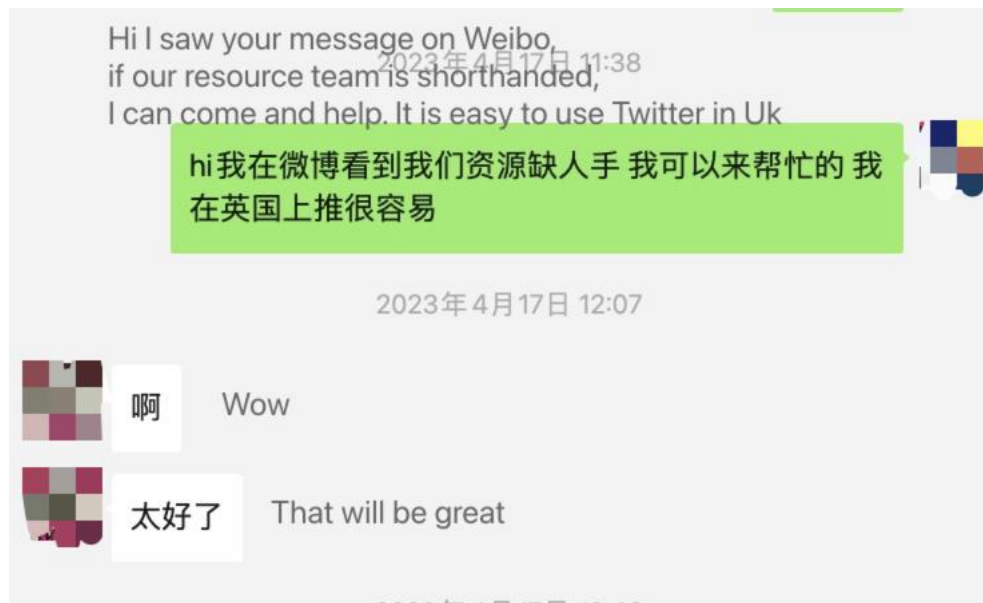 Hi I saw your message on Weibo,
2023年4月17日 11:38
if our resource team is shorthanded,
I can come and help. It is easy to use Twitter in Uk
hi我在微博看到我们资源缺人手 我可以来帮忙的 我
在英国上推很容易
2023年4月17日 12:07
啊 Wow
太好了 That will be great